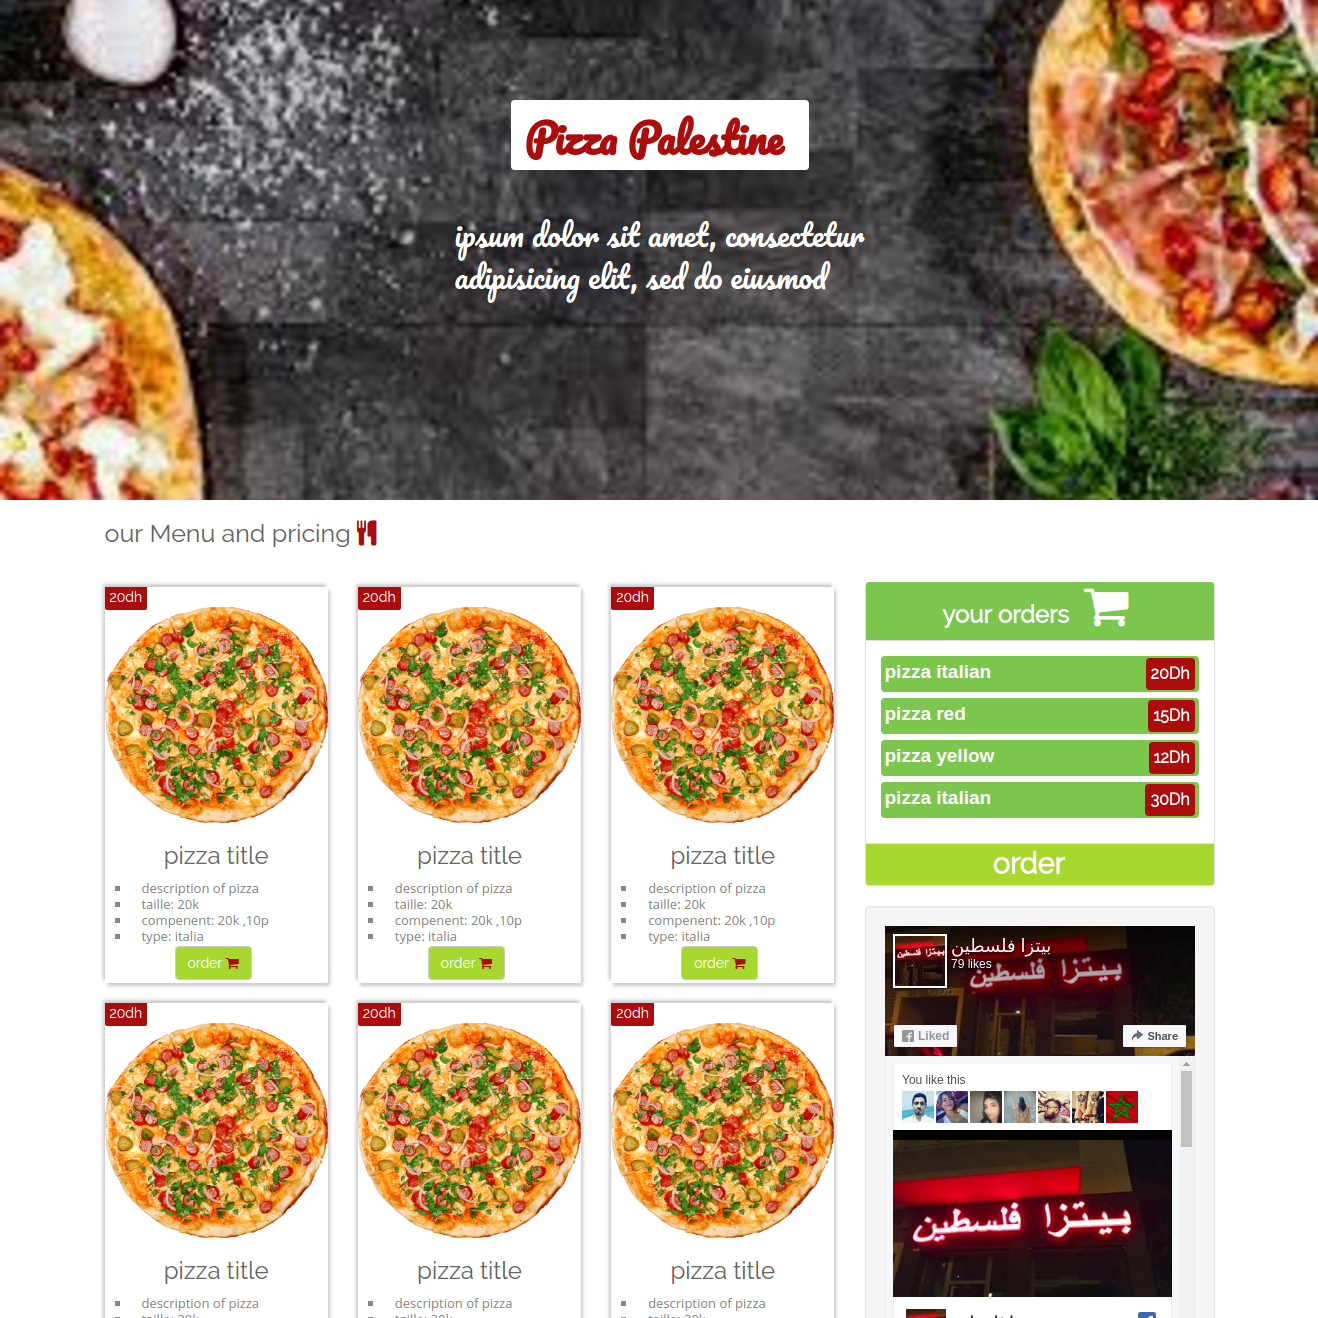 Pizza Palestine
ipsum dolor sit amet, consectetur
adipisicing elit, sed do eiusmod
our Menu and pricing
20dh
pizza title
description of pizza
taille: 20k
compenent: 20k ,10p
type: italia
order
20dh
pizza title
description of pizza
taille: 20k
compenent: 20k ,10p
type: italia
order
20dh
pizza title
description of pizza
taille: 20k
compenent: 20k ,10p
type: italia
order
20dh
pizza title
description of pizza
20dh
pizza title
description of pizza
20dh
pizza title
description of pizza
your orders
pizza italian 20Dh
pizza red 15Dh
pizza yellow 12Dh
pizza italian 30Dh
order
بيتزا فلسطين
79 likes
بيتزا فلسطين
Liked
Share
You like this
بيتزا فلسطين